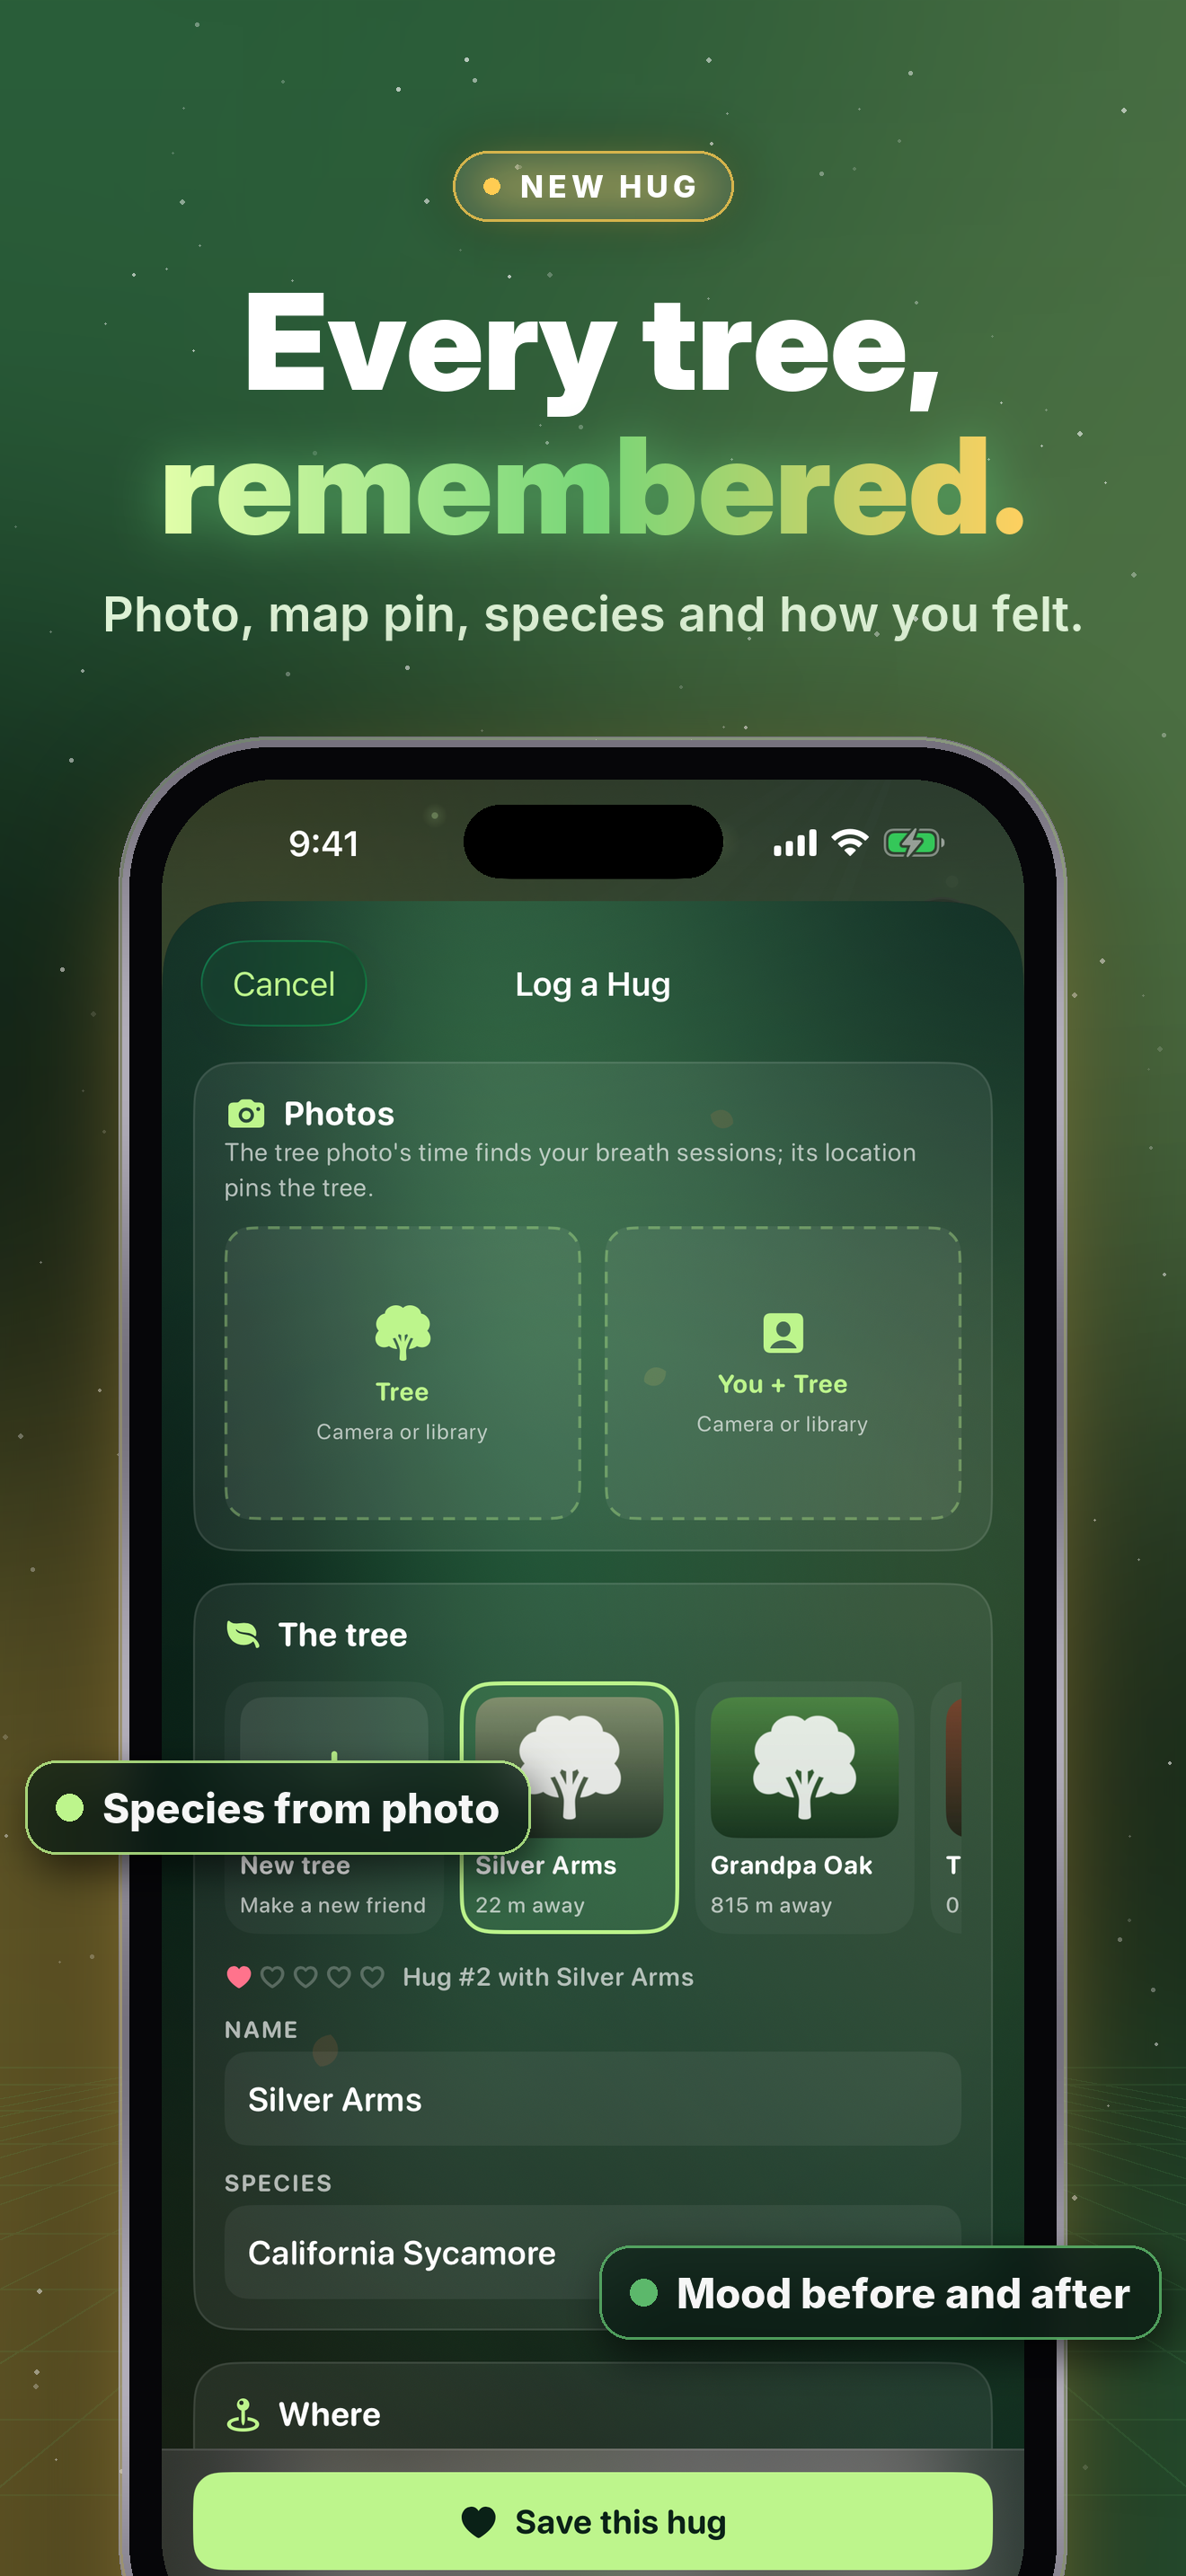 NEW HUG
Every tree,
remembered.
Photo, map pin, species and how you felt.
9:41
Cancel
Log a Hug
Photos
The tree photo's time finds your breath sessions; its location
pins the tree.
Tree
Camera or library
You + Tree
Camera or library
The tree
Species from photo
New tree
Make a new friend
Silver Arms
22 m away
Grandpa Oak
815 m away
T
0
Hug #2 with Silver Arms
NAME
Silver Arms
SPECIES
California Sycamore
Mood before and after
Where
Save this hug